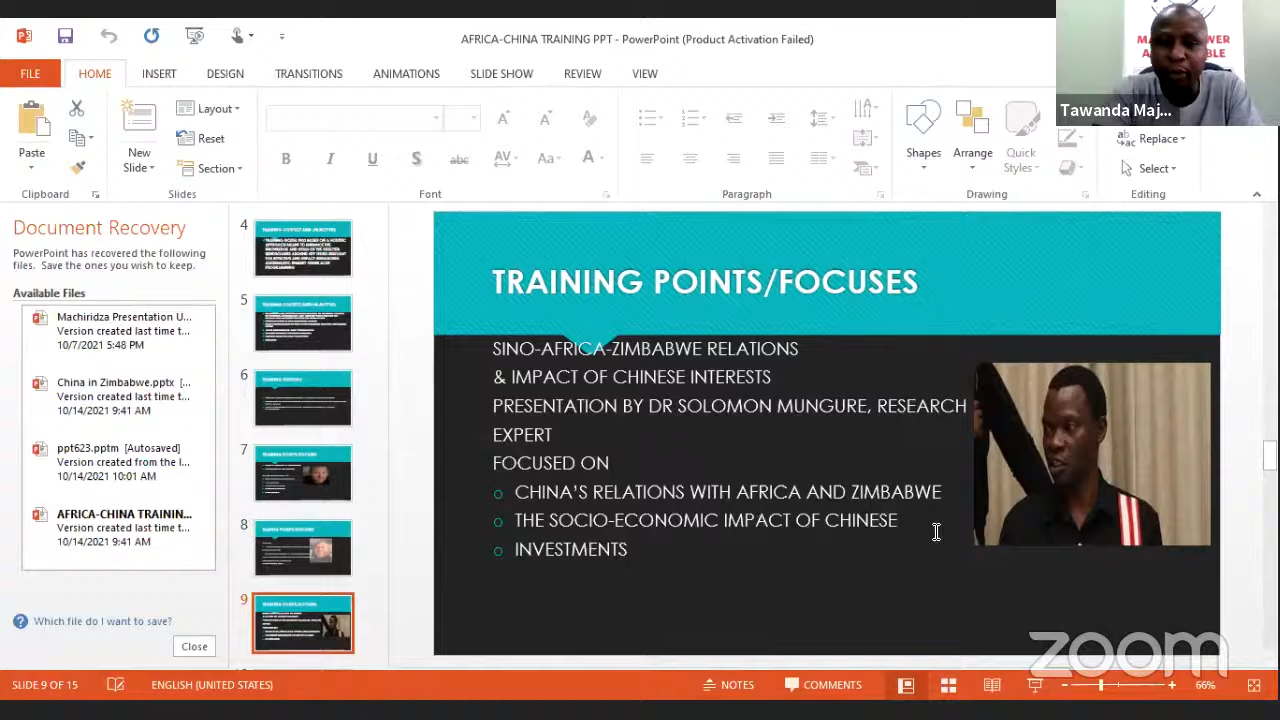 AFRICA-CHINA TRAINING PPT - PowerPoint (Product Activation Failed)
FILE
HOME
INSERT
DESIGN
TRANSITIONS
ANIMATIONS
SLIDE SHOW
REVIEW
VIEW
Tawanda Maj...
Paste
New
Slide
Layout
Reset
Section
B I U S abc AV Aa A
Shapes
Arrange
Quick
Styles
Replace
Select
Clipboard
Slides
Font
Paragraph
Drawing
Editing
Document Recovery
PowerPoint has recovered the following
files. Save the ones you wish to keep.
Available Files
Machiridza Presentation U...
Version created last time t...
10/7/2021 5:48 PM
China in Zimbabwe.pptx [...
Version created last time t...
10/14/2021 9:41 AM
ppt623.pptm [Autosaved]
Version created from the l...
10/14/2021 10:01 AM
AFRICA-CHINA TRAININ...
Version created last time t...
10/14/2021 9:41 AM
Which file do I want to save?
Close
4
5
6
7
8
9
TRAINING POINTS/FOCUSES
SINO-AFRICA-ZIMBABWE RELATIONS
& IMPACT OF CHINESE INTERESTS
PRESENTATION BY DR SOLOMON MUNGURE, RESEARCH
EXPERT
FOCUSED ON
o CHINA'S RELATIONS WITH AFRICA AND ZIMBABWE
o THE SOCIO-ECONOMIC IMPACT OF CHINESE
o INVESTMENTS
zoom
SLIDE 9 OF 15
ENGLISH (UNITED STATES)
NOTES
COMMENTS
66%